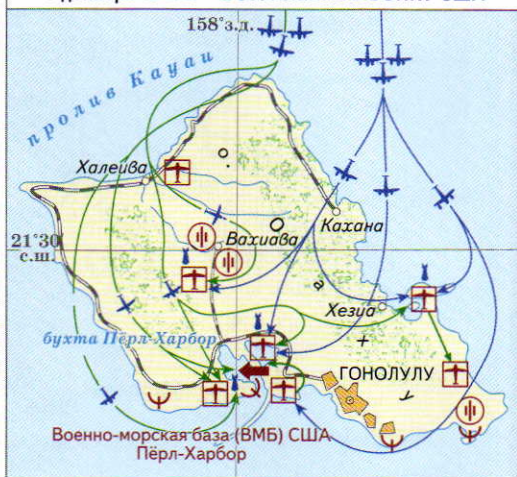 158°з.д.
пролив Кауаи
Халейва
О. Оаху
Кахана
21°30'
с.ш.
Вахиава
Хезиа
бухта Пёрл-Харбор
ГОНОЛУЛУ
Военно-морская база (ВМБ) США
Пёрл-Харбор